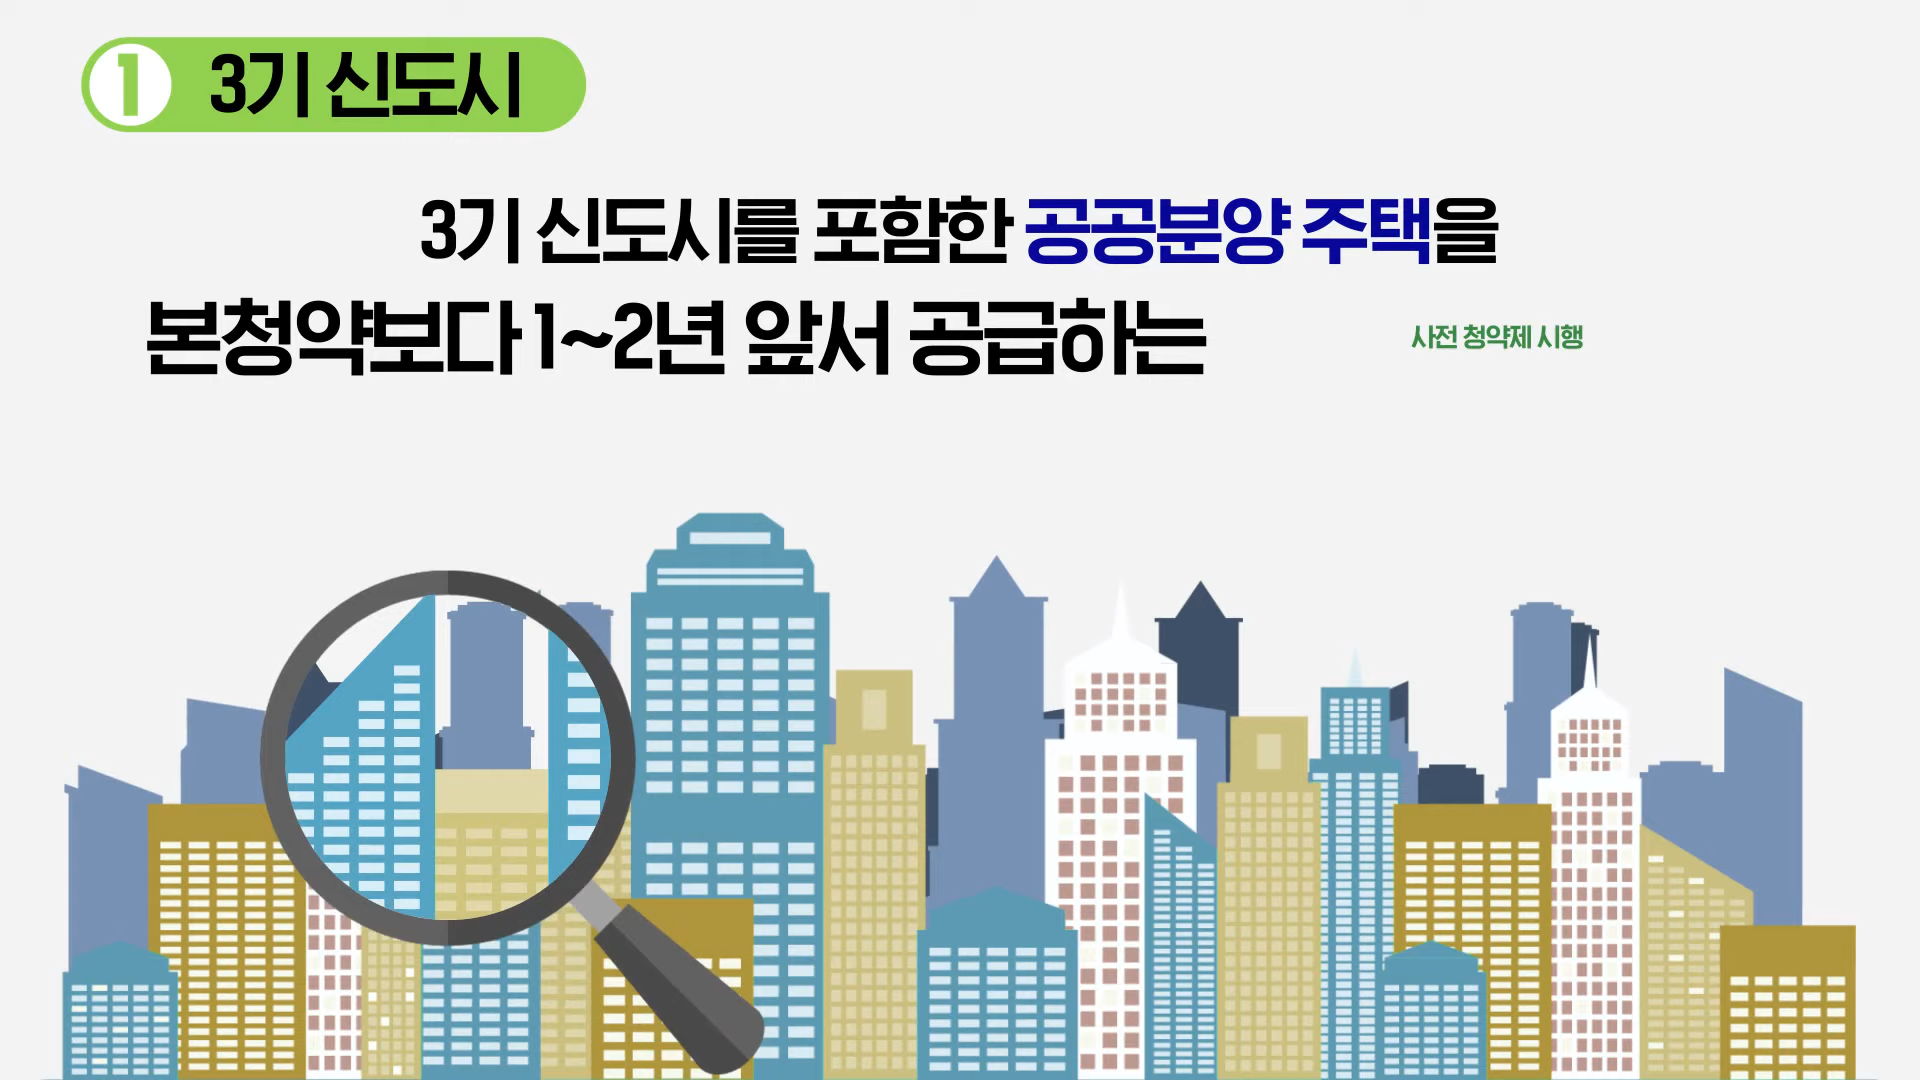 1 3기 신도시
3기 신도시를 포함한 공공분양 주택을
본청약보다 1~2년 앞서 공급하는 사전 청약제 시행